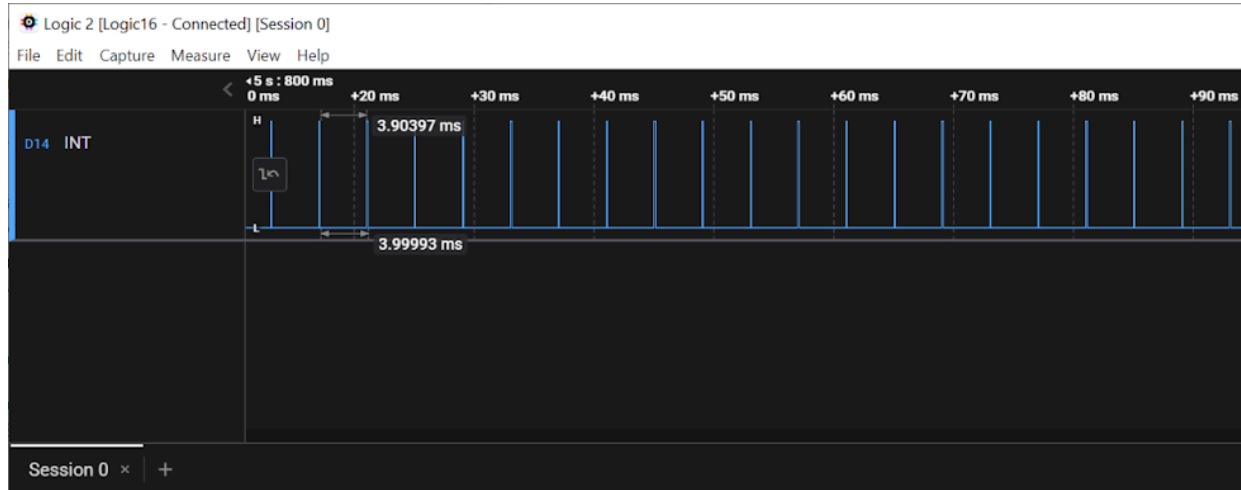 Logic 2 [Logic16 - Connected] [Session 0]
File Edit Capture Measure View Help
5 s : 800 ms
0 ms +20 ms +30 ms +40 ms +50 ms +60 ms +70 ms +80 ms +90 ms
H
3.90397 ms
D14 INT
L
3.99993 ms
Session 0 × +